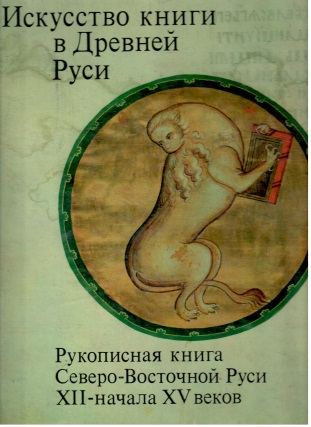 Искусство книги
в Древней
Руси
Рукописная книга
Северо-Восточной Руси
XII-начала XV веков